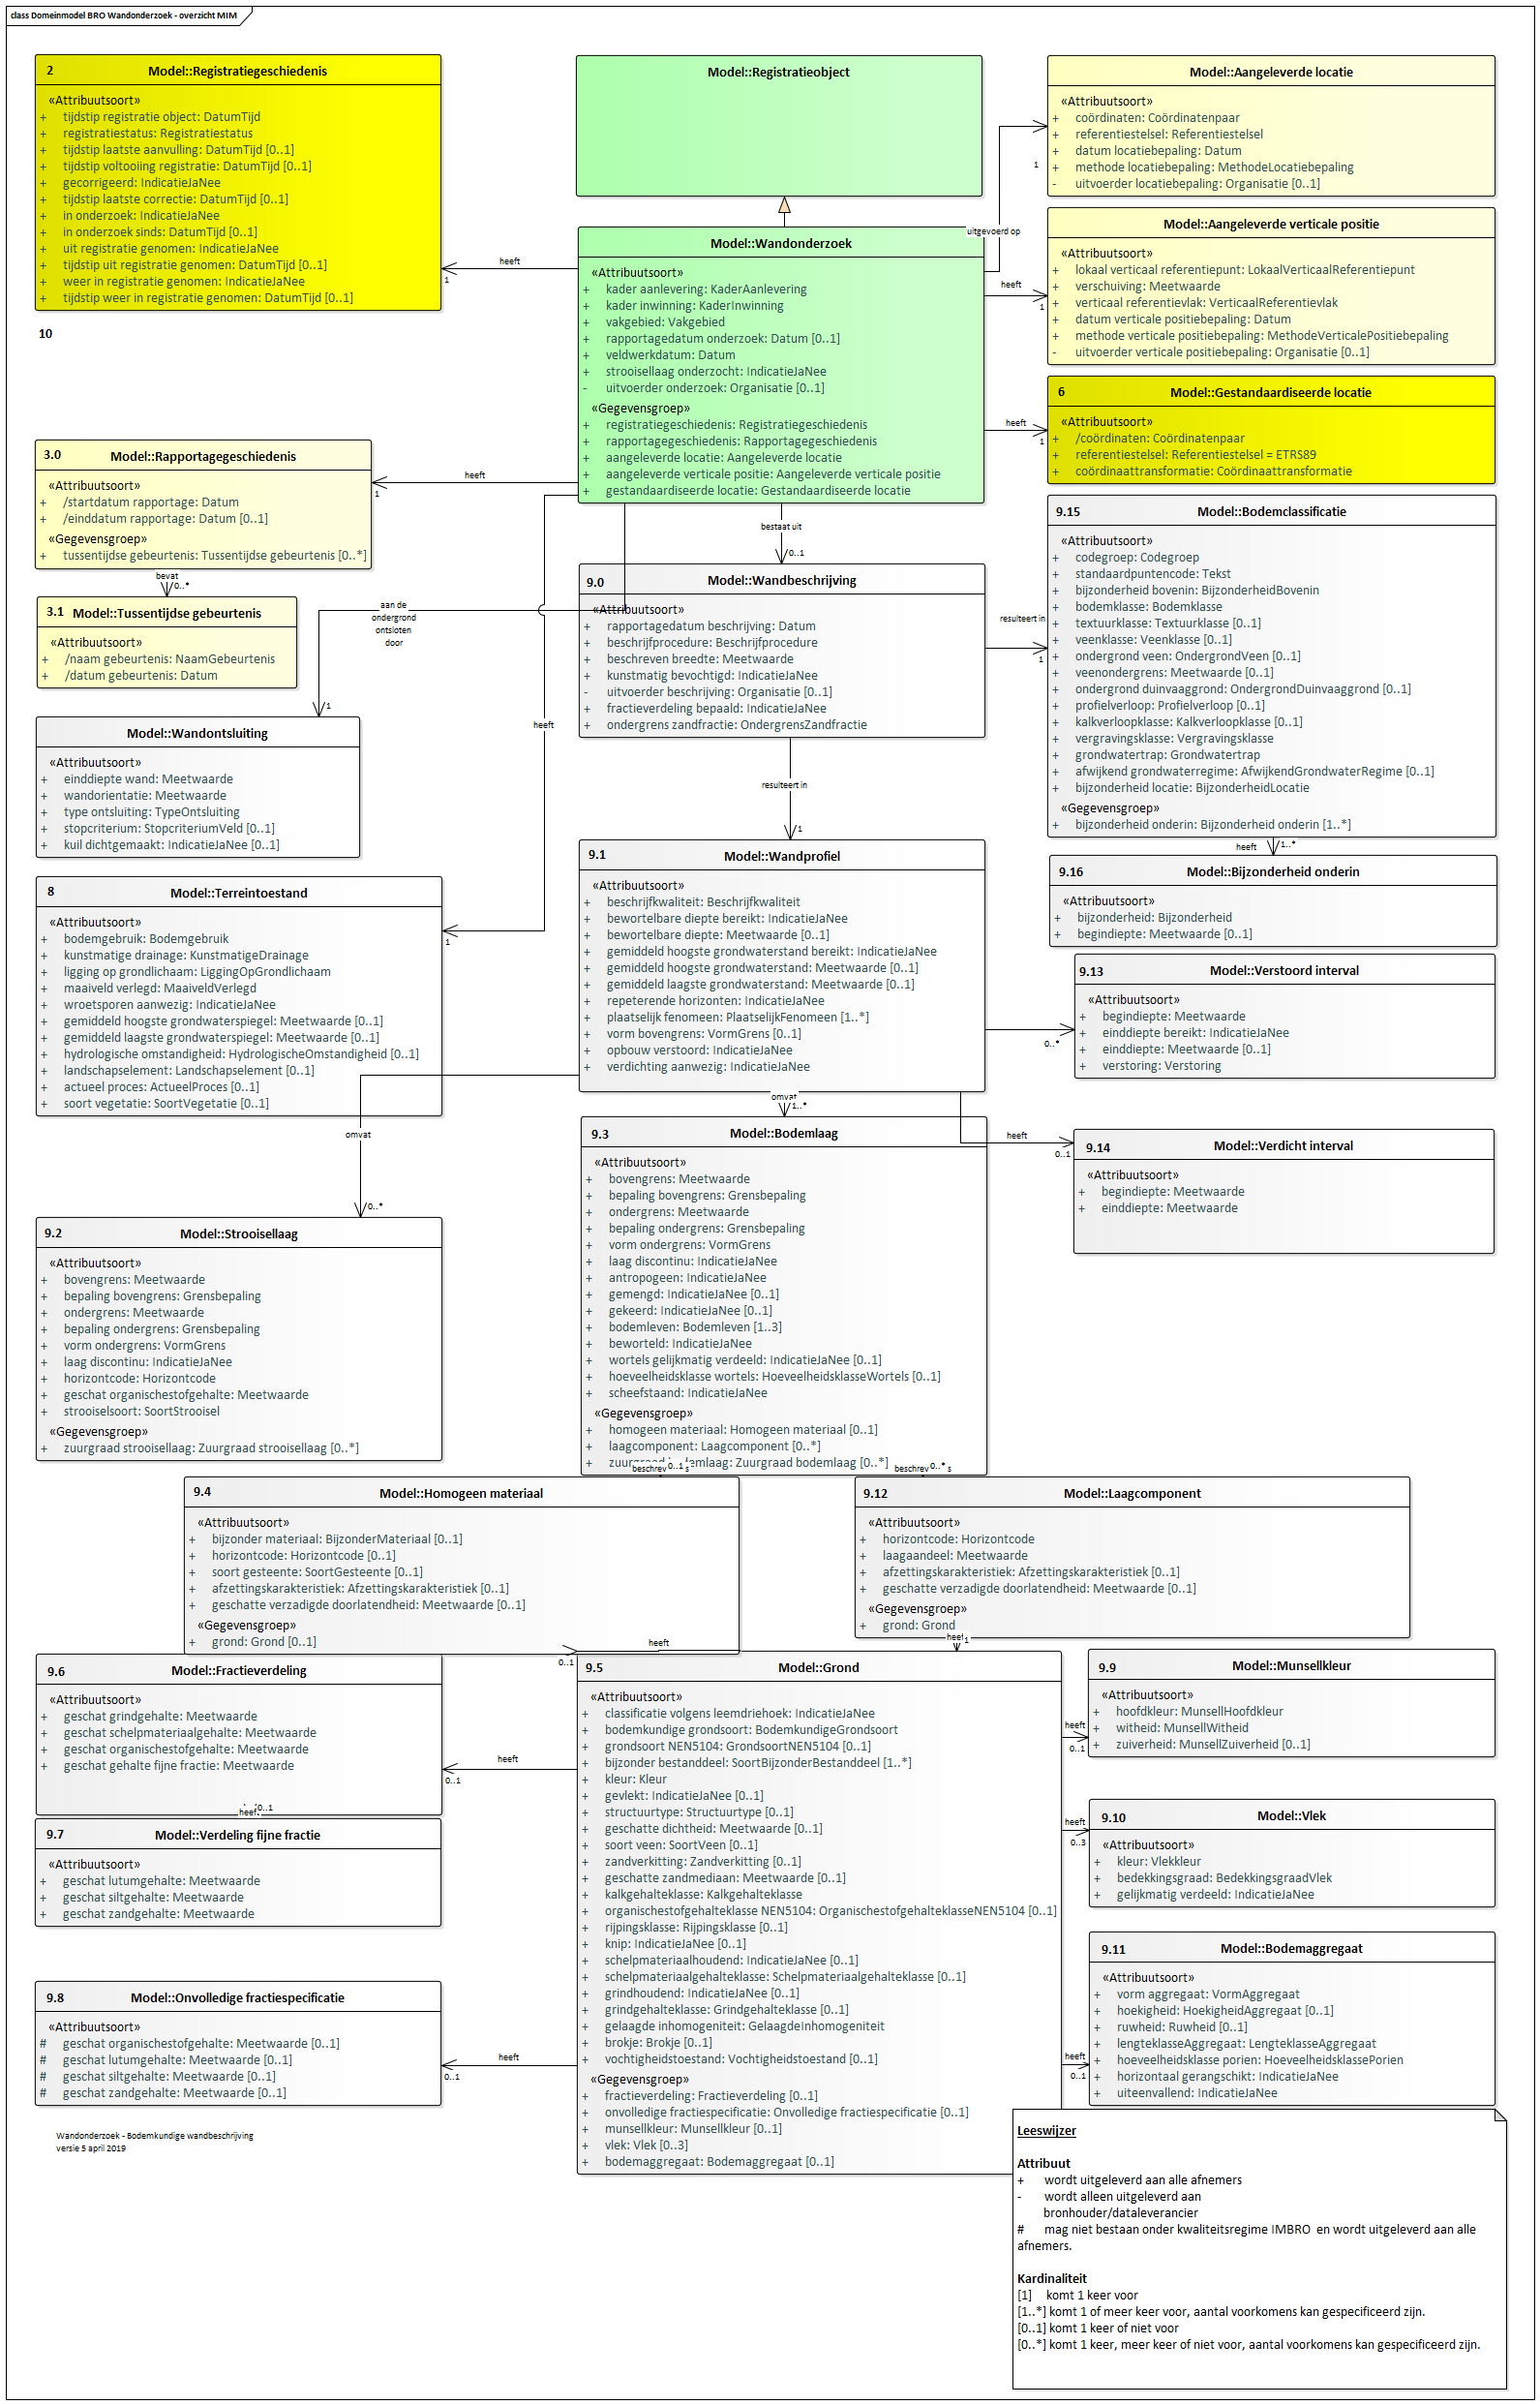 class Domeinmodel BRO Wandonderzoek - overzicht MIM
2
Model::Registratiegeschiedenis
«Attribuutsoort»
+ tijdstip registratie object: DatumTijd
+ registratiestatus: Registratiestatus
+ tijdstip laatste aanvulling: DatumTijd [0..1]
+ tijdstip voltooiing registratie: DatumTijd [0..1]
+ gecorrigeerd: IndicatieJaNee
+ tijdstip laatste correctie: DatumTijd [0..1]
+ in onderzoek: IndicatieJaNee
+ in onderzoek sinds: DatumTijd [0..1]
+ uit registratie genomen: IndicatieJaNee
+ tijdstip uit registratie genomen: DatumTijd [0..1]
+ weer in registratie genomen: IndicatieJaNee
+ tijdstip weer in registratie genomen: DatumTijd [0..1]
10
Model::Registratieobject
Model::Aangeleverde locatie
«Attribuutsoort»
+ coördinaten: Coördinatenpaar
+ referentiestelsel: Referentiestelsel
+ datum locatiebepaling: Datum
+ methode locatiebepaling: MethodeLocatiebepaling
- uitvoerder locatiebepaling: Organisatie [0..1]
1
uitgevoerd op
Model::Aangeleverde verticale positie
«Attribuutsoort»
+ lokaal verticaal referentiepunt: LokaalVerticaalReferentiepunt
+ verschuiving: Meetwaarde
+ verticaal referentievlak: VerticaalReferentievlak
+ datum verticale positiebepaling: Datum
+ methode verticale positiebepaling: MethodeVerticalePositiebepaling
- uitvoerder verticale positiebepaling: Organisatie [0..1]
heeft
1
Model::Wandonderzoek
«Attribuutsoort»
+ kader aanlevering: KaderAanlevering
+ kader inwinning: KaderInwinning
+ vakgebied: Vakgebied
+ rapportagedatum onderzoek: Datum [0..1]
+ veldwerkdatum: Datum
+ strooisellaag onderzocht: IndicatieJaNee
- uitvoerder onderzoek: Organisatie [0..1]
«Gegevensgroep»
+ registratiegeschiedenis: Registratiegeschiedenis
+ rapportagegeschiedenis: Rapportagegeschiedenis
+ aangeleverde locatie: Aangeleverde locatie
+ aangeleverde verticale positie: Aangeleverde verticale positie
+ gestandaardiseerde locatie: Gestandaardiseerde locatie
heeft
1
6
Model::Gestandaardiseerde locatie
«Attribuutsoort»
+ /coördinaten: Coördinatenpaar
+ referentiestelsel: Referentiestelsel = ETRS89
+ coördinaattransformatie: Coördinaattransformatie
heeft
1
3.0
Model::Rapportagegeschiedenis
«Attribuutsoort»
+ /startdatum rapportage: Datum
+ /einddatum rapportage: Datum [0..1]
«Gegevensgroep»
+ tussentijdse gebeurtenis: Tussentijdse gebeurtenis [0..*]
heeft
1
bevat
0..*
3.1
Model::Tussentijdse gebeurtenis
«Attribuutsoort»
+ /naam gebeurtenis: NaamGebeurtenis
+ /datum gebeurtenis: Datum
bestaat uit
0..1
aan de
ondergrond
ontsloten
door
1
9.0
Model::Wandbeschrijving
«Attribuutsoort»
+ rapportagedatum beschrijving: Datum
+ beschrijfprocedure: Beschrijfprocedure
+ beschreven breedte: Meetwaarde
+ kunstmatig bevochtigd: IndicatieJaNee
- uitvoerder beschrijving: Organisatie [0..1]
+ fractieverdeling bepaald: IndicatieJaNee
+ ondergrens zandfractie: OndergrensZandfractie
resulteert in
1
9.15
Model::Bodemclassificatie
«Attribuutsoort»
+ codegroep: Codegroep
+ standaardpuntencode: Tekst
+ bijzonderheid bovenin: BijzonderheidBovenin
+ bodemklasse: Bodemklasse
+ textuurklasse: Textuurklasse [0..1]
+ veenklasse: Veenklasse [0..1]
+ ondergrond veen: OndergrondVeen [0..1]
+ veenondergrens: Meetwaarde [0..1]
+ ondergrond duinvaaggrond: OndergrondDuinvaaggrond [0..1]
+ profielverloop: Profielverloop [0..1]
+ kalkverloopklasse: Kalkverloopklasse [0..1]
+ vergravingsklasse: Vergravingsklasse
+ grondwatertrap: Grondwatertrap
+ afwijkend grondwaterregime: AfwijkendGrondwaterRegime [0..1]
+ bijzonderheid locatie: BijzonderheidLocatie
«Gegevensgroep»
+ bijzonderheid onderin: Bijzonderheid onderin [1..*]
heeft
1..*
9.16
Model::Bijzonderheid onderin
«Attribuutsoort»
+ bijzonderheid: Bijzonderheid
+ begindiepte: Meetwaarde [0..1]
Model::Wandontsluiting
«Attribuutsoort»
+ einddiepte wand: Meetwaarde
+ wandorientatie: Meetwaarde
+ type ontsluiting: TypeOntsluiting
+ stopcriterium: StopcriteriumVeld [0..1]
+ kuil dichtgemaakt: IndicatieJaNee [0..1]
heeft
1
8
Model::Terreintoestand
«Attribuutsoort»
+ bodemgebruik: Bodemgebruik
+ kunstmatige drainage: KunstmatigeDrainage
+ ligging op grondlichaam: LiggingOpGrondlichaam
+ maaiveld verlegd: MaaiveldVerlegd
+ wroetsporen aanwezig: IndicatieJaNee
+ gemiddeld hoogste grondwaterspiegel: Meetwaarde [0..1]
+ gemiddeld laagste grondwaterspiegel: Meetwaarde [0..1]
+ hydrologische omstandigheid: HydrologischeOmstandigheid [0..1]
+ landschapselement: Landschapselement [0..1]
+ actueel proces: ActueelProces [0..1]
+ soort vegetatie: SoortVegetatie [0..1]
resulteert in
1
9.1
Model::Wandprofiel
«Attribuutsoort»
+ beschrijfkwaliteit: Beschrijfkwaliteit
+ bewortelbare diepte bereikt: IndicatieJaNee
+ bewortelbare diepte: Meetwaarde [0..1]
+ gemiddeld hoogste grondwaterstand bereikt: IndicatieJaNee
+ gemiddeld hoogste grondwaterstand: Meetwaarde [0..1]
+ gemiddeld laagste grondwaterstand: Meetwaarde [0..1]
+ repeterende horizonten: IndicatieJaNee
+ plaatselijk fenomeen: PlaatselijkFenomeen [1..*]
+ vorm bovengrens: VormGrens [0..1]
+ opbouw verstoord: IndicatieJaNee
+ verdichting aanwezig: IndicatieJaNee
0..*
9.13
Model::Verstoord interval
«Attribuutsoort»
+ begindiepte: Meetwaarde
+ einddiepte bereikt: IndicatieJaNee
+ einddiepte: Meetwaarde [0..1]
+ verstoring: Verstoring
heeft
0..1
9.14
Model::Verdicht interval
«Attribuutsoort»
+ begindiepte: Meetwaarde
+ einddiepte: Meetwaarde
omvat
0..*
9.2
Model::Strooisellaag
«Attribuutsoort»
+ bovengrens: Meetwaarde
+ bepaling bovengrens: Grensbepaling
+ ondergrens: Meetwaarde
+ bepaling ondergrens: Grensbepaling
+ vorm ondergrens: VormGrens
+ laag discontinu: IndicatieJaNee
+ horizontcode: Horizontcode
+ geschat organischestofgehalte: Meetwaarde
+ strooiselsoort: SoortStrooisel
«Gegevensgroep»
+ zuurgraad strooisellaag: Zuurgraad strooisellaag [0..*]
omvat
1..*
9.3
Model::Bodemlaag
«Attribuutsoort»
+ bovengrens: Meetwaarde
+ bepaling bovengrens: Grensbepaling
+ ondergrens: Meetwaarde
+ bepaling ondergrens: Grensbepaling
+ vorm ondergrens: VormGrens
+ laag discontinu: IndicatieJaNee
+ antropogeen: IndicatieJaNee
+ gemengd: IndicatieJaNee [0..1]
+ gekeerd: IndicatieJaNee [0..1]
+ bodemleven: Bodemleven [1..3]
+ beworteld: IndicatieJaNee
+ wortels gelijkmatig verdeeld: IndicatieJaNee [0..1]
+ hoeveelheidsklasse wortels: HoeveelheidsklasseWortels [0..1]
+ scheefstaand: IndicatieJaNee
«Gegevensgroep»
+ homogeen materiaal: Homogeen materiaal [0..1]
+ laagcomponent: Laagcomponent [0..*]
+ Zuurgraad bodemlaag [0..*]
0..1
0..*
9.4
Model::Homogeen materiaal
«Attribuutsoort»
+ bijzonder materiaal: BijzonderMateriaal [0..1]
+ horizontcode: Horizontcode [0..1]
+ soort gesteente: SoortGesteente [0..1]
+ afzettingskarakteristiek: Afzettingskarakteristiek [0..1]
+ geschatte verzadigde doorlatendheid: Meetwaarde [0..1]
«Gegevensgroep»
+ grond: Grond [0..1]
heeft
0..1
9.12
Model::Laagcomponent
«Attribuutsoort»
+ horizontcode: Horizontcode
+ laagaandeel: Meetwaarde
+ afzettingskarakteristiek: Afzettingskarakteristiek [0..1]
+ geschatte verzadigde doorlatendheid: Meetwaarde [0..1]
«Gegevensgroep»
+ grond: Grond
1
9.6
Model::Fractieverdeling
«Attribuutsoort»
+ geschat grindgehalte: Meetwaarde
+ geschat schelpmateriaalgehalte: Meetwaarde
+ geschat organischestofgehalte: Meetwaarde
+ geschat gehalte fijne fractie: Meetwaarde
heeft
0..1
0..1
9.7
Model::Verdeling fijne fractie
«Attribuutsoort»
+ geschat lutumgehalte: Meetwaarde
+ geschat siltgehalte: Meetwaarde
+ geschat zandgehalte: Meetwaarde
9.8
Model::Onvolledige fractiespecificatie
«Attribuutsoort»
# geschat organischestofgehalte: Meetwaarde [0..1]
# geschat lutumgehalte: Meetwaarde [0..1]
# geschat siltgehalte: Meetwaarde [0..1]
# geschat zandgehalte: Meetwaarde [0..1]
heeft
0..1
9.5
Model::Grond
«Attribuutsoort»
+ classificatie volgens leemdriehoek: IndicatieJaNee
+ bodemkundige grondsoort: BodemkundigeGrondsoort
+ grondsoort NEN5104: GrondsoortNEN5104 [0..1]
+ bijzonder bestanddeel: SoortBijzonderBestanddeel [1..*]
+ kleur: Kleur
+ gevlekt: IndicatieJaNee [0..1]
+ structuurtype: Structuurtype [0..1]
+ geschatte dichtheid: Meetwaarde [0..1]
+ soort veen: SoortVeen [0..1]
+ zandverkitting: Zandverkitting [0..1]
+ geschatte zandmediaan: Meetwaarde [0..1]
+ kalkgehalteklasse: Kalkgehalteklasse
+ organischestofgehalteklasse NEN5104: OrganischestofgehalteklasseNEN5104 [0..1]
+ rijpingsklasse: Rijpingsklasse [0..1]
+ knip: IndicatieJaNee [0..1]
+ schelpmateriaalhoudend: IndicatieJaNee [0..1]
+ schelpmateriaalgehalteklasse: Schelpmateriaalgehalteklasse [0..1]
+ grindhoudend: IndicatieJaNee [0..1]
+ grindgehalteklasse: Grindgehalteklasse [0..1]
+ gelaagde inhomogeniteit: GelaagdeInhomogeniteit
+ brokje: Brokje [0..1]
+ vochtigheidstoestand: Vochtigheidstoestand [0..1]
«Gegevensgroep»
+ fractieverdeling: Fractieverdeling [0..1]
+ onvolledige fractiespecificatie: Onvolledige fractiespecificatie [0..1]
+ munsellkleur: Munsellkleur [0..1]
+ vlek: Vlek [0..3]
+ bodemaggregaat: Bodemaggregaat [0..1]
heeft
0..1
9.9
Model::Munsellkleur
«Attribuutsoort»
+ hoofdkleur: MunsellHoofdkleur
+ witheid: MunsellWitheid
+ zuiverheid: MunsellZuiverheid [0..1]
heeft
0..3
9.10
Model::Vlek
«Attribuutsoort»
+ kleur: Vlekkleur
+ bedekkingsgraad: BedekkingsgraadVlek
+ gelijkmatig verdeeld: IndicatieJaNee
heeft
0..1
9.11
Model::Bodemaggregaat
«Attribuutsoort»
+ vorm aggregaat: VormAggregaat
+ hoekigheid: HoekigheidAggregaat [0..1]
+ ruwheid: Ruwheid [0..1]
+ lengteklasseAggregaat: LengteklasseAggregaat
+ hoeveelheidsklasse porien: HoeveelheidsklassePorien
+ horizontaal gerangschikt: IndicatieJaNee
+ uiteenvallend: IndicatieJaNee
Wandonderzoek - Bodemkundige wandbeschrijving
versie 5 april 2019
Leeswijzer
Attribuut
+ wordt uitgeleverd aan alle afnemers
- wordt alleen uitgeleverd aan
bronhouder/dataleverancier
# mag niet bestaan onder kwaliteitsregime IMBRO en wordt uitgeleverd aan alle
afnemers.
Kardinaliteit
[1] komt 1 keer voor
[1..*] komt 1 of meer keer voor, aantal voorkomens kan gespecificeerd zijn.
[0..1] komt 1 keer of niet voor
[0..*] komt 1 keer, meer keer of niet voor, aantal voorkomens kan gespecificeerd zijn.